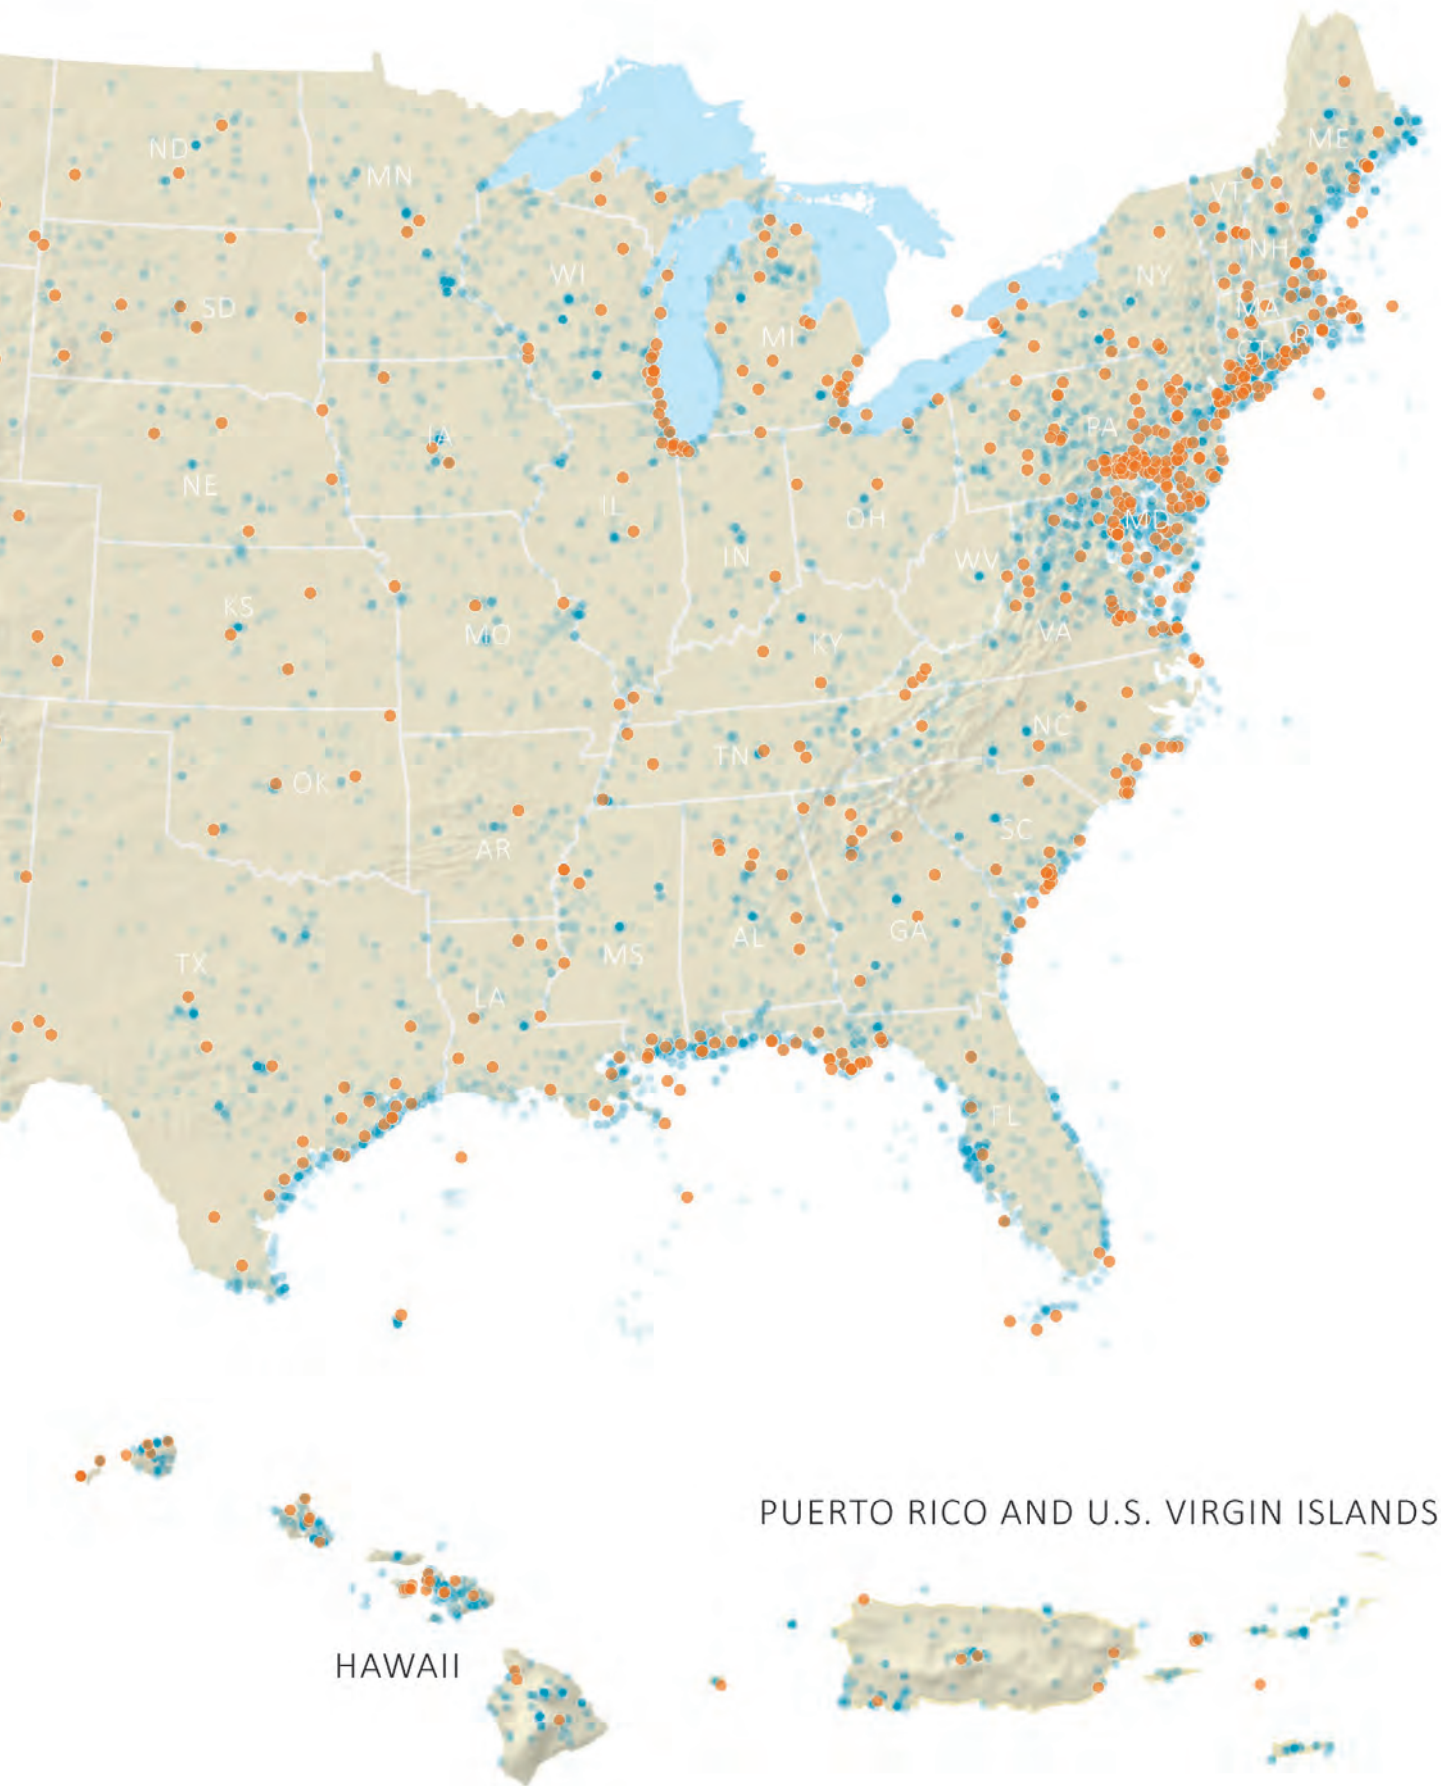 ME
ND
MN
VT
NH
WI
NY
MA
SD
MI
RI
CT
IA
PA
NE
IL
OH
MD
IN
WV
KS
MO
KY
VA
NC
TN
OK
SC
AR
GA
AL
MS
TX
LA
FL
PUERTO RICO AND U.S. VIRGIN ISLANDS
HAWAII